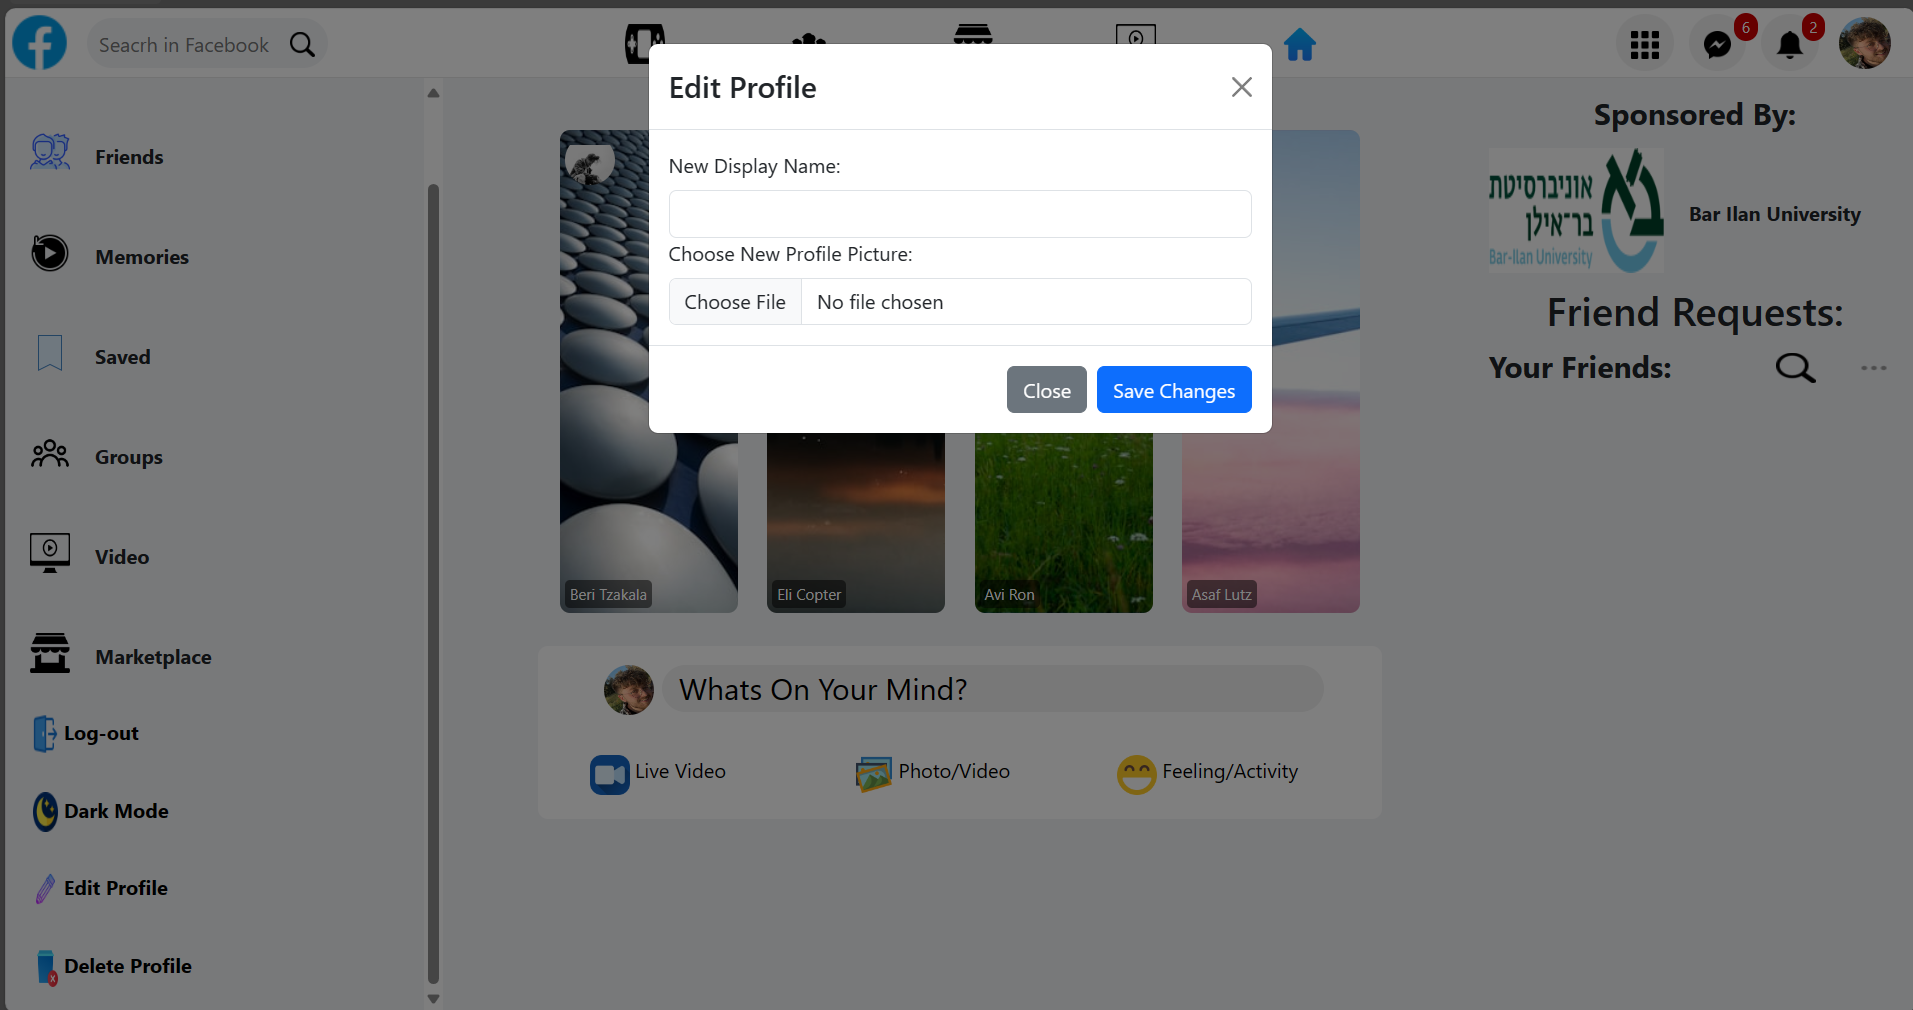 Seacrh in Facebook
6
2
Edit Profile
New Display Name:
Choose New Profile Picture:
Choose File
No file chosen
Close
Save Changes
Friends
Memories
Saved
Groups
Video
Marketplace
Log-out
Dark Mode
Edit Profile
Delete Profile
Beri Tzakala
Eli Copter
Avi Ron
Asaf Lutz
Whats On Your Mind?
Live Video
Photo/Video
Feeling/Activity
Sponsored By:
אוניברסיטת
בר־אילן
Bar-Ilan University
Bar Ilan University
Friend Requests:
Your Friends: